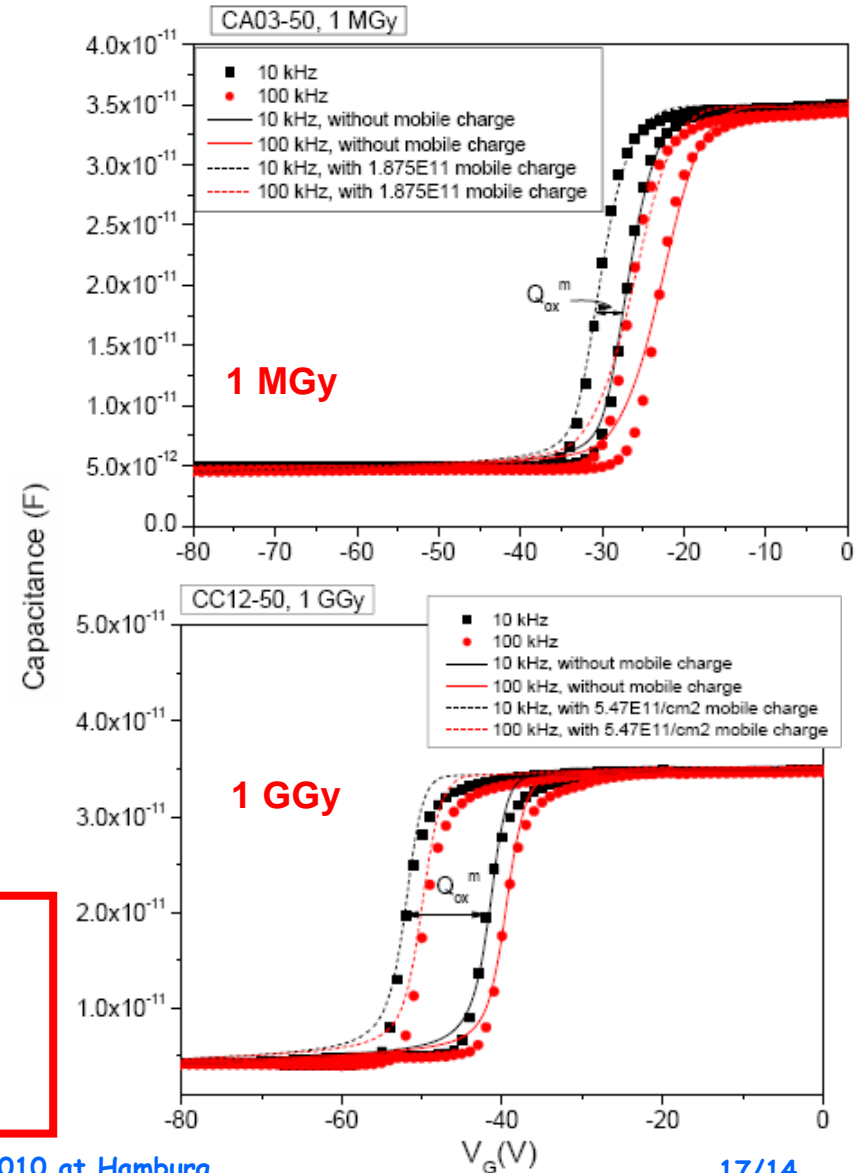 CA03-50, 1 MGy
4.0x10⁻¹¹
3.5x10⁻¹¹
3.0x10⁻¹¹
2.5x10⁻¹¹
2.0x10⁻¹¹
1.5x10⁻¹¹
1.0x10⁻¹¹
5.0x10⁻¹²
0.0
10 kHz
100 kHz
10 kHz, without mobile charge
100 kHz, without mobile charge
10 kHz, with 1.875E11 mobile charge
100 kHz, with 1.875E11 mobile charge
Qoxᵐ
1 MGy
-80 -70 -60 -50 -40 -30 -20 -10 0
Capacitance (F)
CC12-50, 1 GGy
5.0x10⁻¹¹
4.0x10⁻¹¹
3.0x10⁻¹¹
2.0x10⁻¹¹
1.0x10⁻¹¹
10 kHz
100 kHz
10 kHz, without mobile charge
100 kHz, without mobile charge
10 kHz, with 5.47E11/cm2 mobile charge
100 kHz, with 5.47E11/cm2 mobile charge
1 GGy
Qoxᵐ
-80 -60 -40 -20 0
V_G(V)
010 at Hamburg
17/14